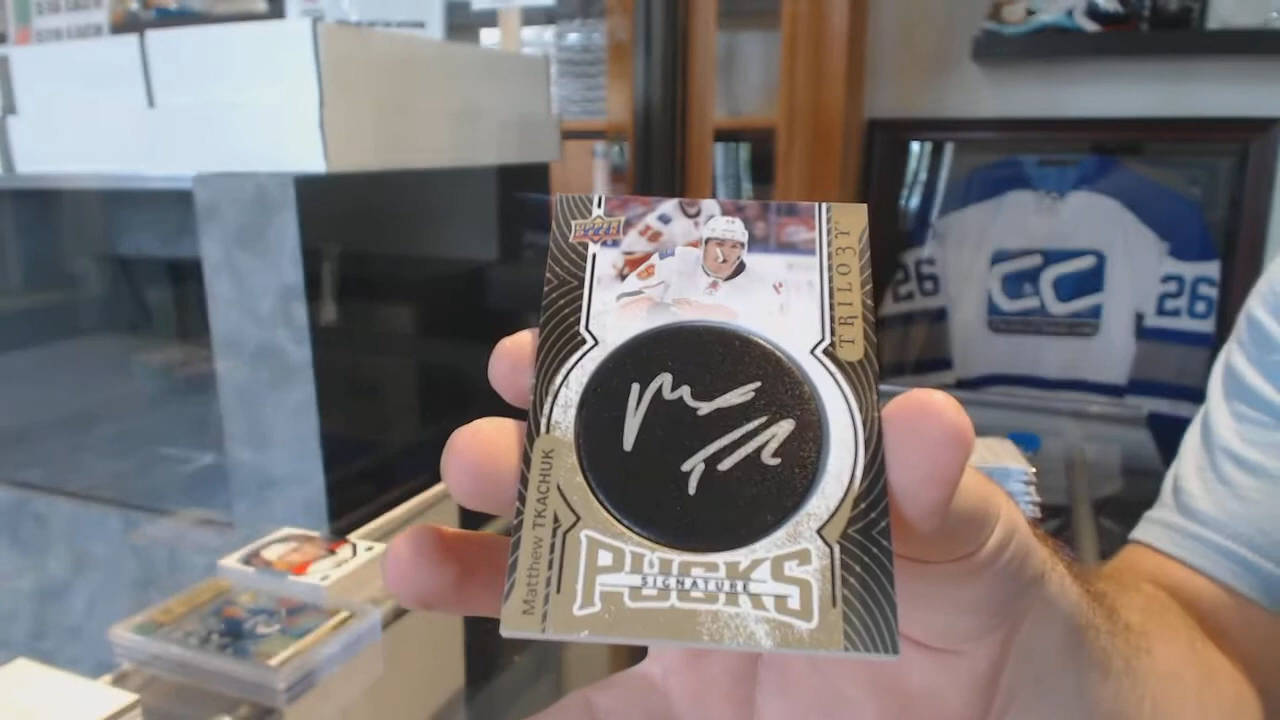 UPPER DECK
TRILOGY
26
CC
26
Matthew TKACHUK
SIGNATURE
PUCKS